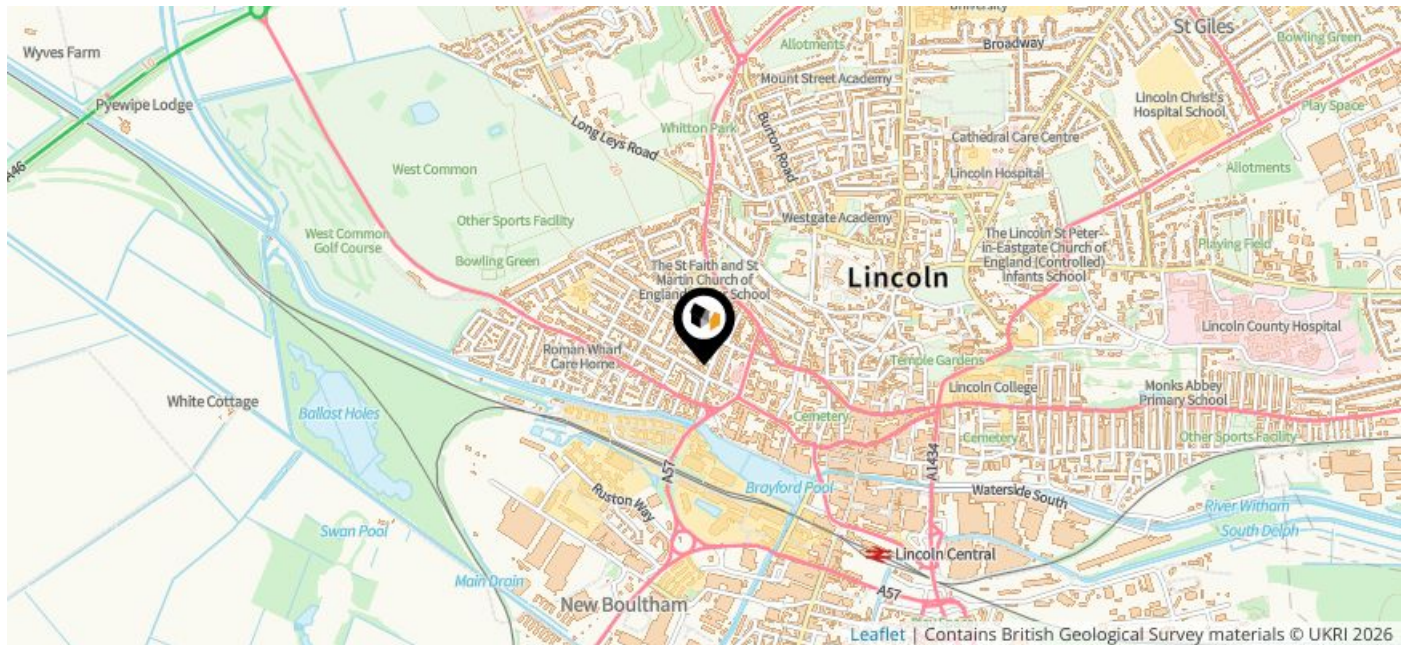 University
St Giles
Bowling Green
Wyves Farm
Allotments
Broadway
Mount Street Academy
Pyewipe Lodge
Lincoln Christ's
Hospital School
Play Space
Long Leys Road
Whitton Park
Burton Road
Cathedral Care Centre
A46
West Common
Lincoln Hospital
Allotments
Other Sports Facility
Westgate Academy
West Common
Golf Course
The Lincoln St Peter-
in-Eastgate Church of
England (Controlled)
Infants School
Playing Field
Bowling Green
The St Faith and St
Martin Church of
School
Lincoln
Lincoln County Hospital
Roman Wharf
Care Home
Temple Gardens
White Cottage
Ballast Holes
Lincoln College
Monks Abbey
Primary School
Cemetery
Cemetery
Other Sports Facility
A57
A1434
Ruston Way
Brayford Pool
Waterside South
River Witham
Swan Pool
South Delph
Lincoln Central
Main Drain
A57
New Boultham
Leaflet | Contains British Geological Survey materials © UKRI 2026